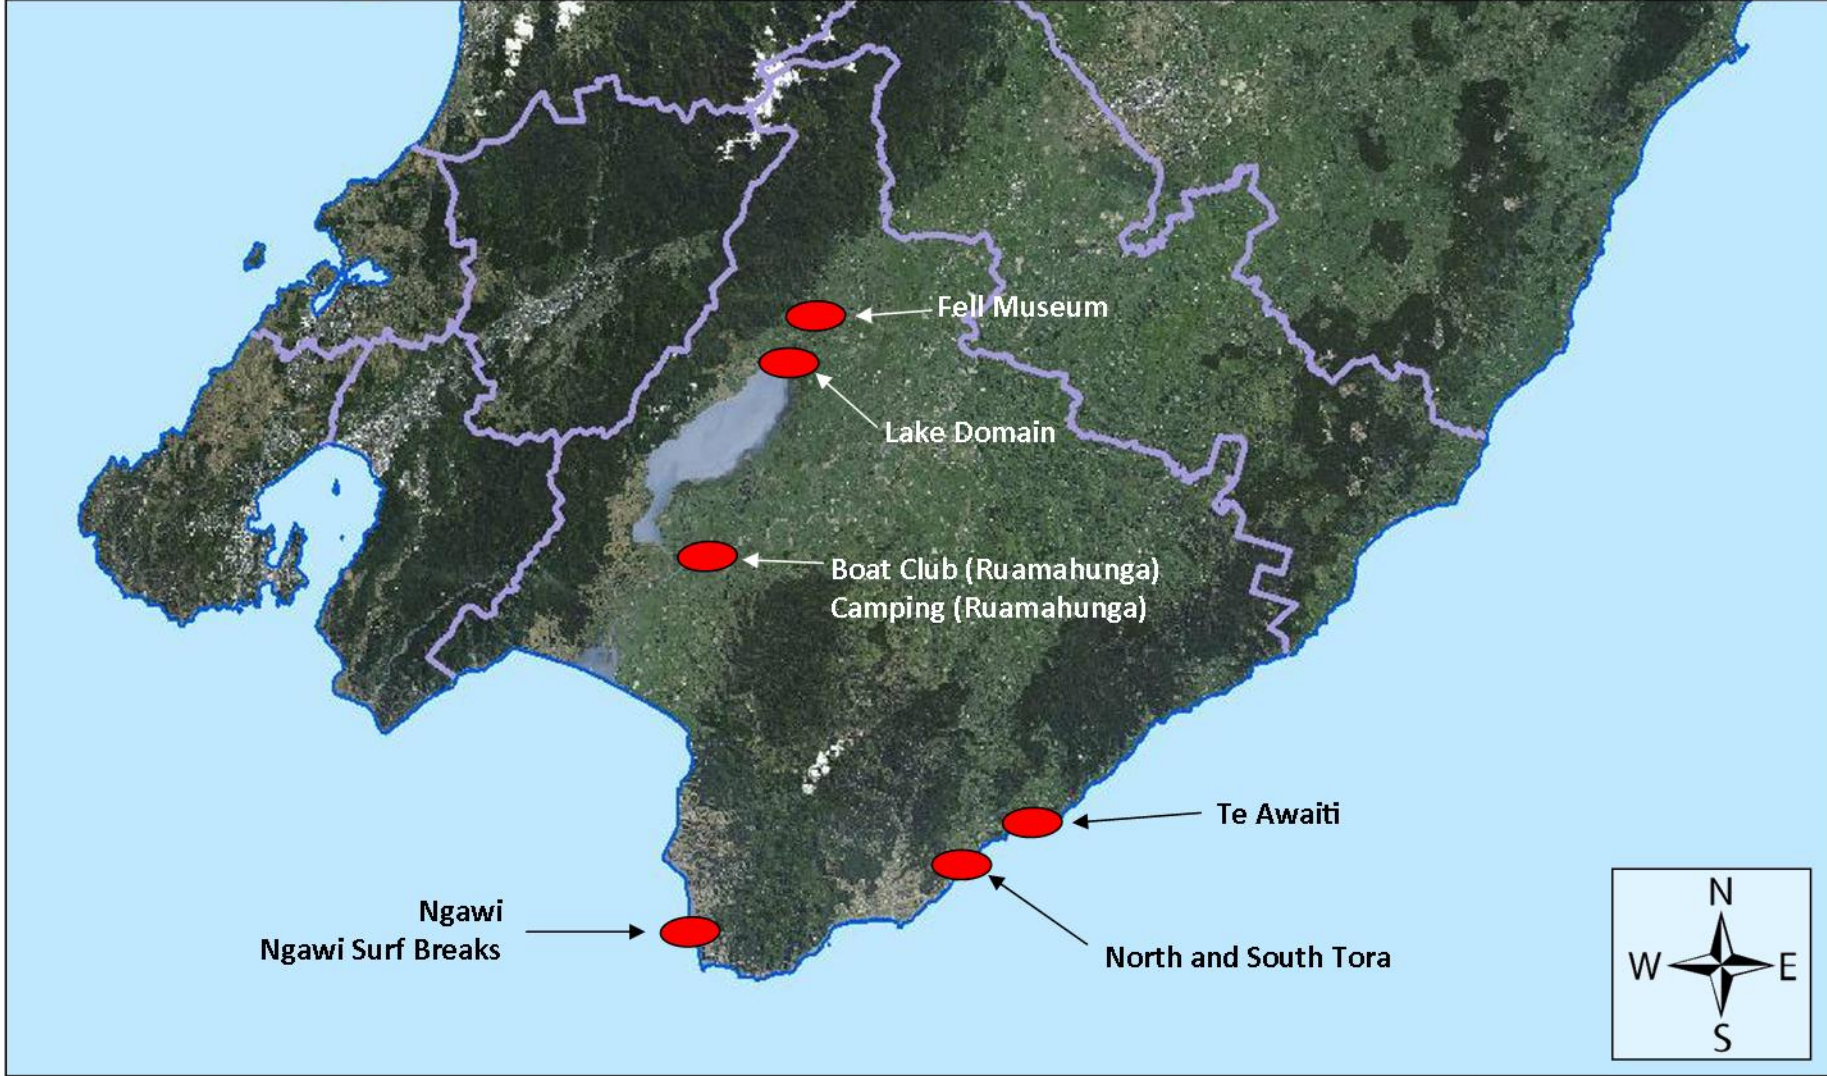 Fell Museum
Lake Domain
Boat Club (Ruamahunga)
Camping (Ruamahunga)
Te Awaiti
Ngawi
Ngawi Surf Breaks
North and South Tora
N
W E
S